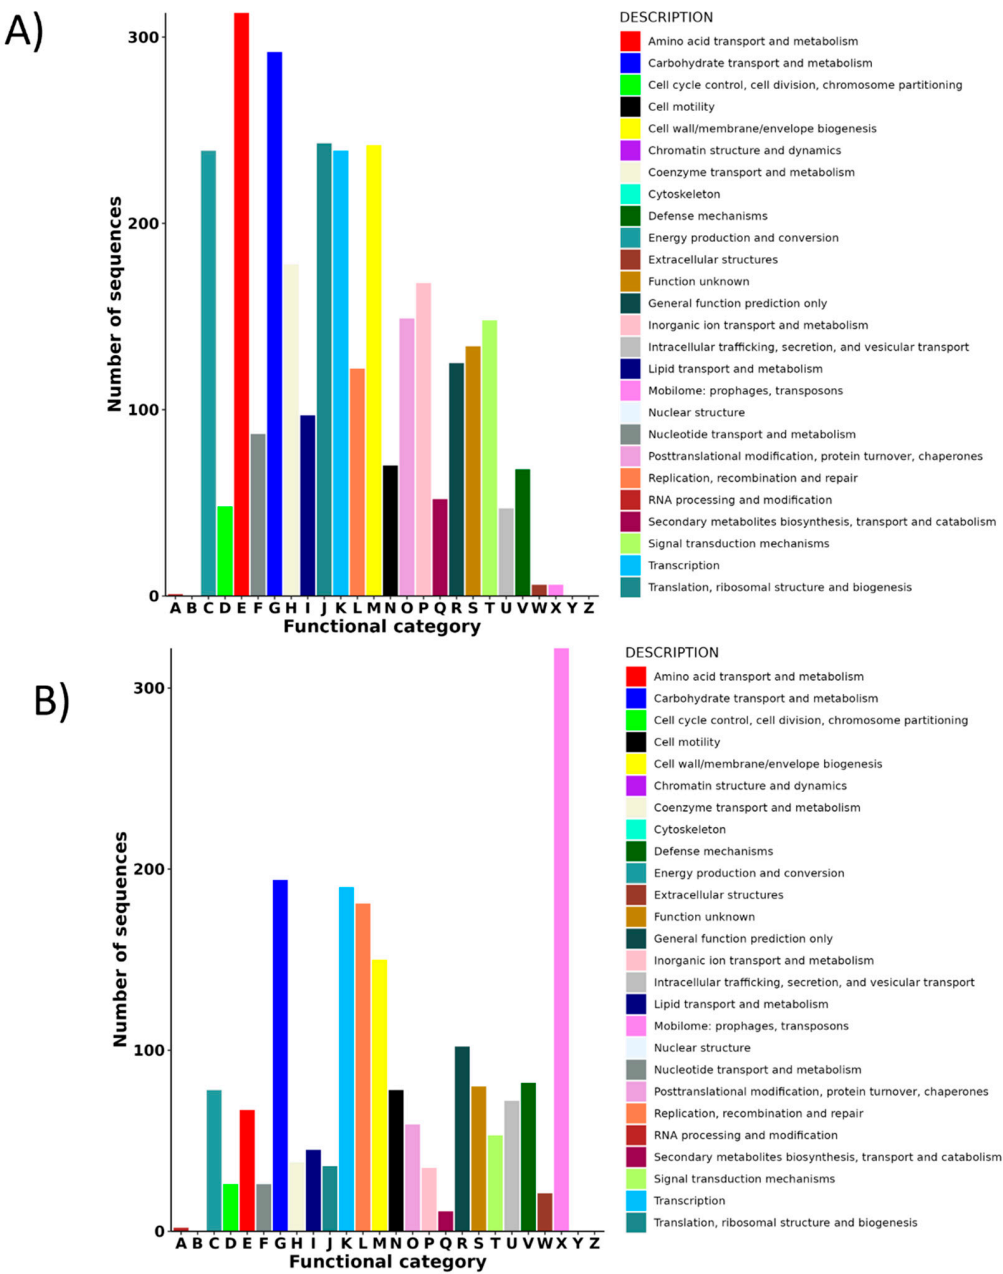 A)
300
200
100
0
Number of sequences
A B C D E F G H I J K L M N O P Q R S T U V W X Y Z
Functional category
DESCRIPTION
Amino acid transport and metabolism
Carbohydrate transport and metabolism
Cell cycle control, cell division, chromosome partitioning
Cell motility
Cell wall/membrane/envelope biogenesis
Chromatin structure and dynamics
Coenzyme transport and metabolism
Cytoskeleton
Defense mechanisms
Energy production and conversion
Extracellular structures
Function unknown
General function prediction only
Inorganic ion transport and metabolism
Intracellular trafficking, secretion, and vesicular transport
Lipid transport and metabolism
Mobilome: prophages, transposons
Nuclear structure
Nucleotide transport and metabolism
Posttranslational modification, protein turnover, chaperones
Replication, recombination and repair
RNA processing and modification
Secondary metabolites biosynthesis, transport and catabolism
Signal transduction mechanisms
Transcription
Translation, ribosomal structure and biogenesis
B)
300
200
100
0
Number of sequences
A B C D E F G H I J K L M N O P Q R S T U V W X Y Z
Functional category
DESCRIPTION
Amino acid transport and metabolism
Carbohydrate transport and metabolism
Cell cycle control, cell division, chromosome partitioning
Cell motility
Cell wall/membrane/envelope biogenesis
Chromatin structure and dynamics
Coenzyme transport and metabolism
Cytoskeleton
Defense mechanisms
Energy production and conversion
Extracellular structures
Function unknown
General function prediction only
Inorganic ion transport and metabolism
Intracellular trafficking, secretion, and vesicular transport
Lipid transport and metabolism
Mobilome: prophages, transposons
Nuclear structure
Nucleotide transport and metabolism
Posttranslational modification, protein turnover, chaperones
Replication, recombination and repair
RNA processing and modification
Secondary metabolites biosynthesis, transport and catabolism
Signal transduction mechanisms
Transcription
Translation, ribosomal structure and biogenesis